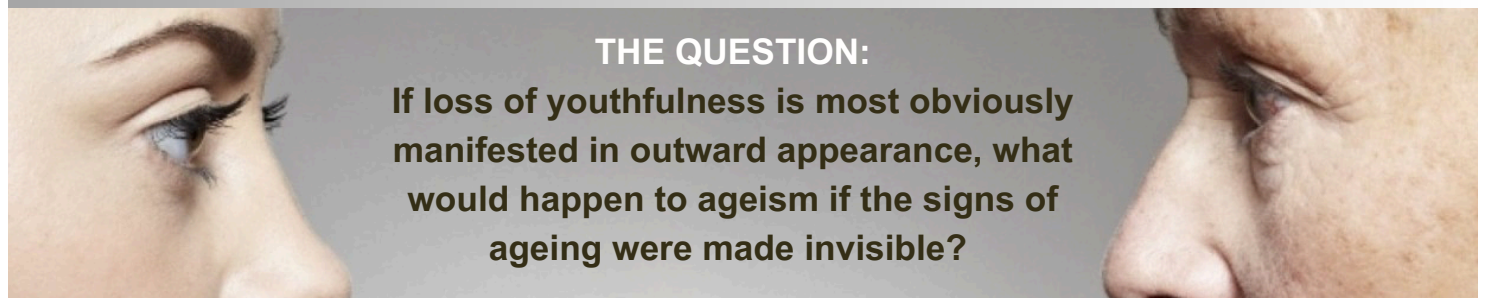 THE QUESTION:
If loss of youthfulness is most obviously
manifested in outward appearance, what
would happen to ageism if the signs of
ageing were made invisible?